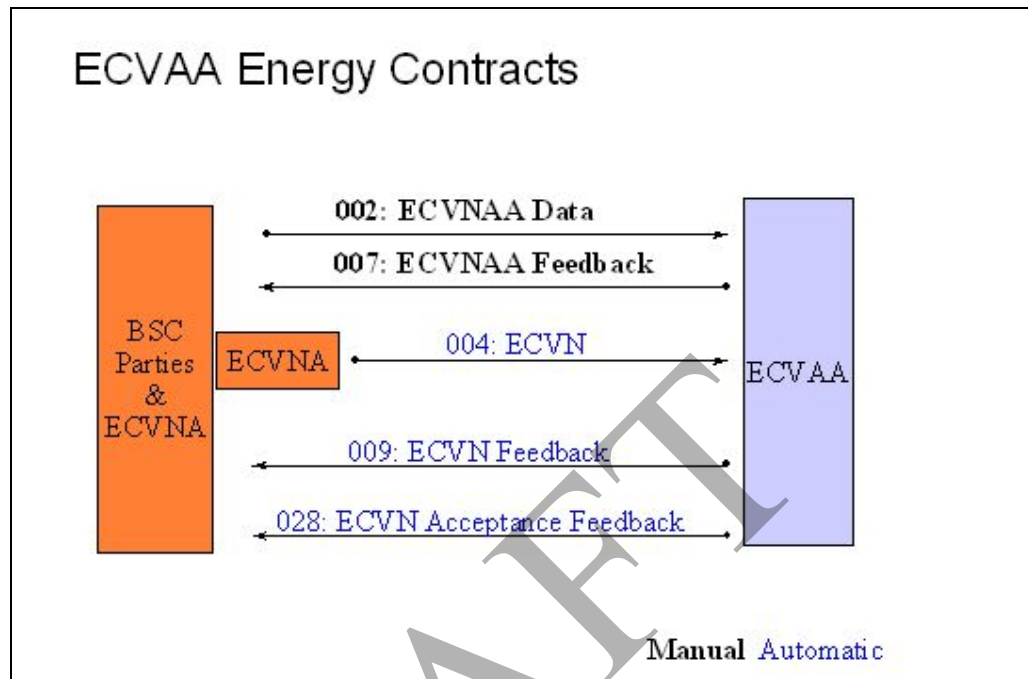 ECVAA Energy Contracts
002: ECVNAA Data
007: ECVNAA Feedback
BSC
Parties
&
ECVNA
ECVNA
004: ECVN
ECVAA
009: ECVN Feedback
028: ECVN Acceptance Feedback
Manual Automatic